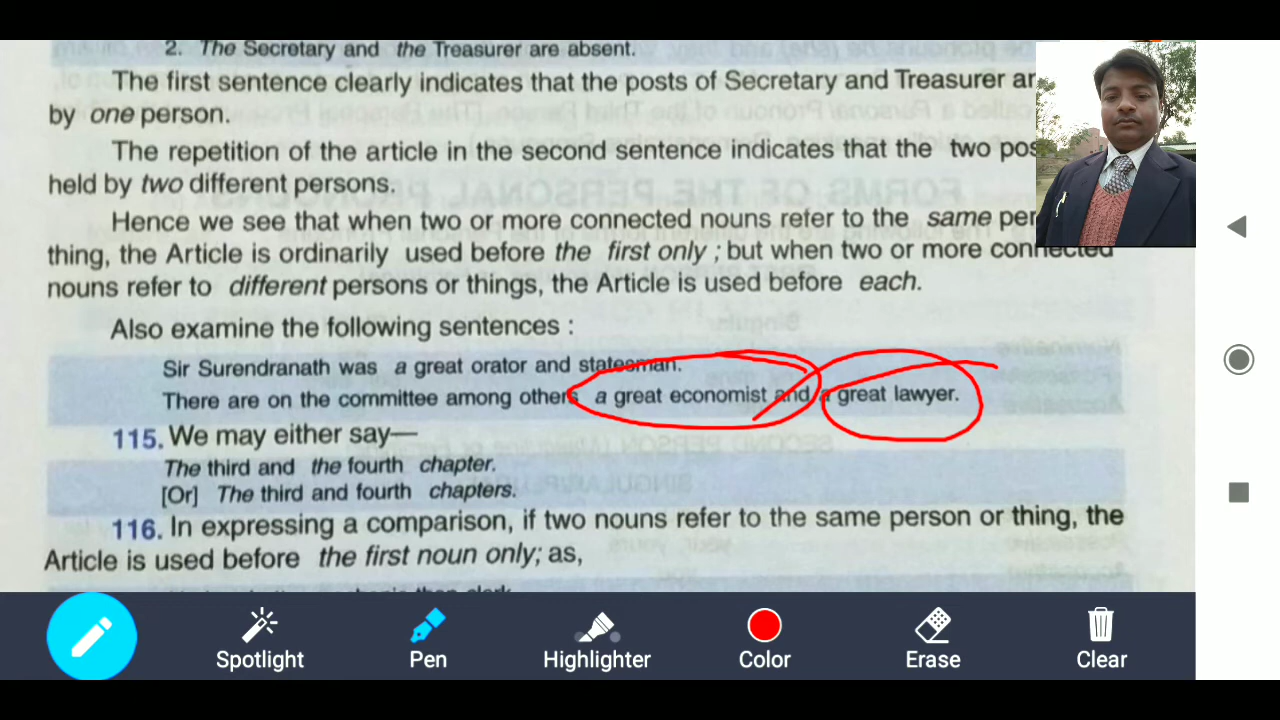 2. The Secretary and the Treasurer are absent.
The first sentence clearly indicates that the posts of Secretary and Treasurer
by one person.
The repetition of the article in the second sentence indicates that the two
held by two different persons.
Hence we see that when two or more connected nouns refer to the same
thing, the Article is ordinarily used before the first only ; but when two or more connected
nouns refer to different persons or things, the Article is used before each.
Also examine the following sentences :
Sir Surendranath was a great orator and statesman.
There are on the committee among others a great economist and a great lawyer.
115. We may either say—
The third and the fourth chapter.
[Or] The third and fourth chapters.
116. In expressing a comparison, if two nouns refer to the same person or thing, the
Article is used before the first noun only; as,
than clerk
Spotlight Pen Highlighter Color Erase Clear